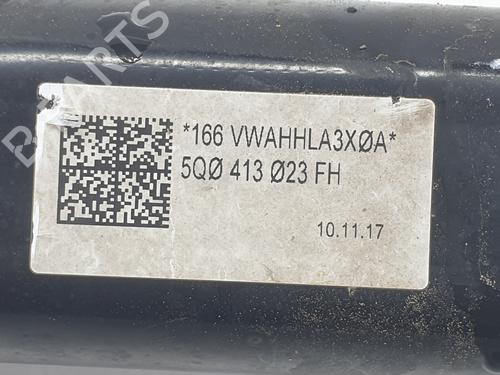 *166 VWAHHLA3XØA*
5QØ 413 Ø23 FH
10.11.17